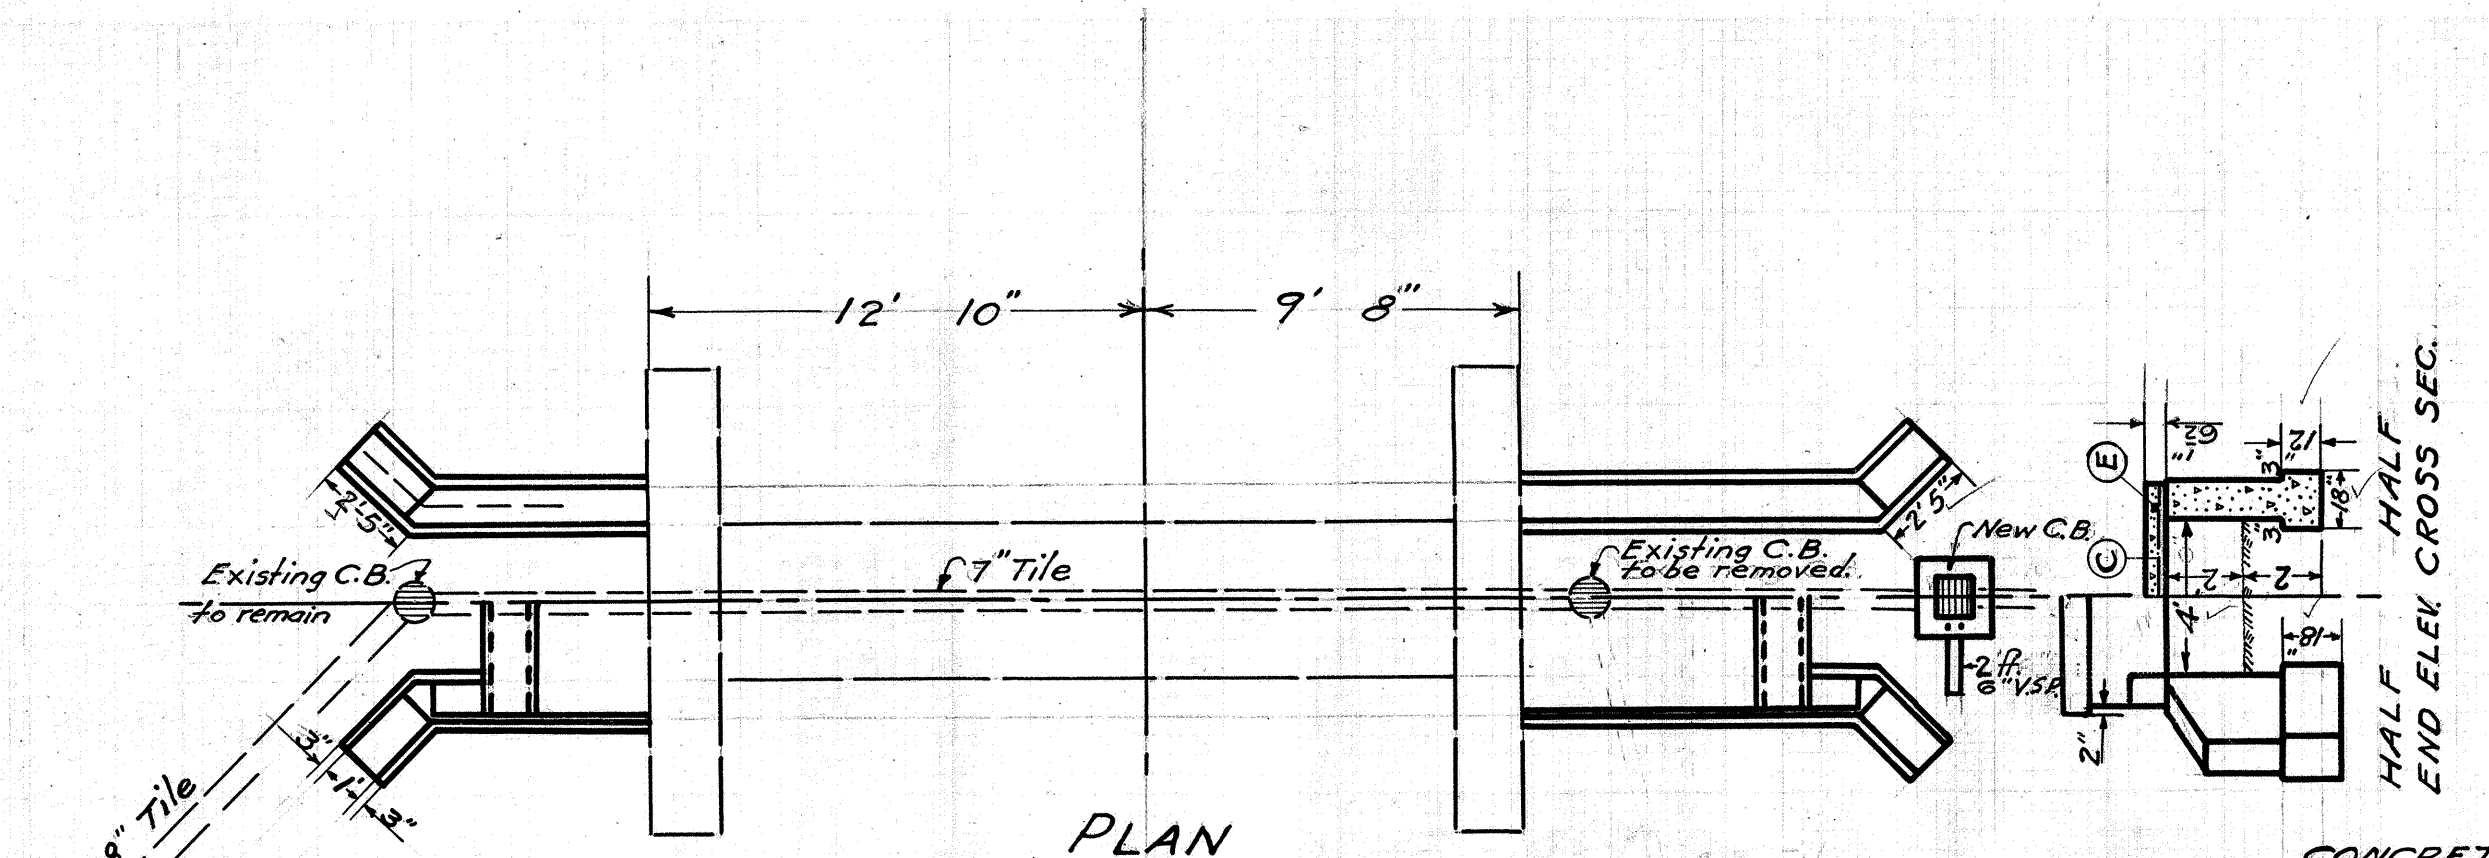 12' 10"
9' 8"
2'-5"
2'5"
Existing C.B.
to remain
7" Tile
Existing C.B.
to be removed.
New C.B.
2 ft.
6" V.S.P.
3"
1'
3"
8" Tile
PLAN
E
C
6½"
12"
3"
3"
18"
2'
2
4'
18"
2"
HALF HALF
END ELEV. CROSS SEC.